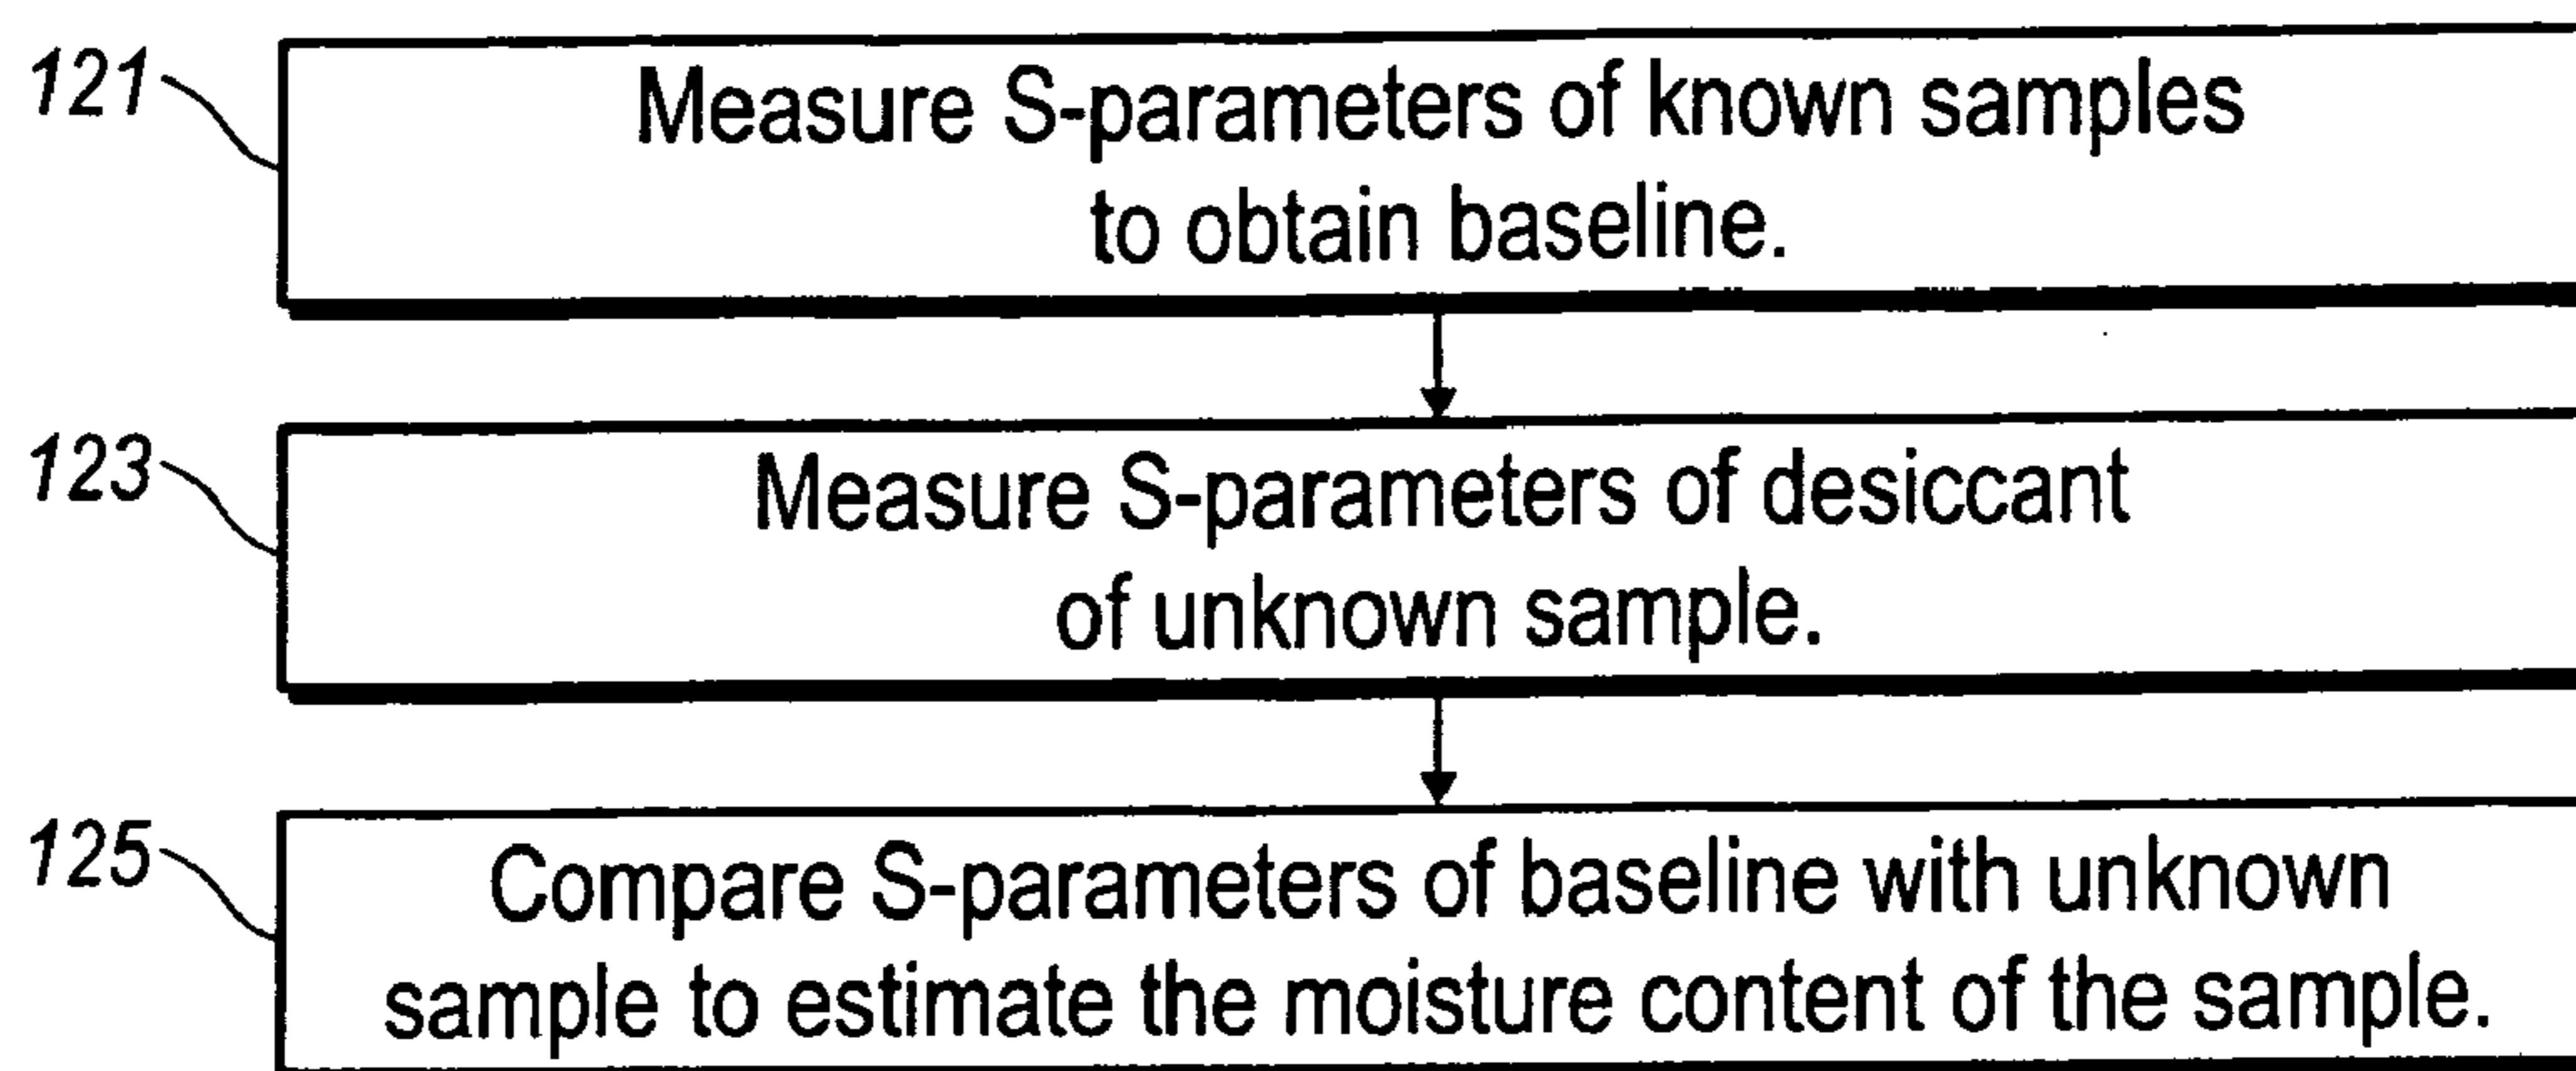 121
Measure S-parameters of known samples
to obtain baseline.
123
Measure S-parameters of desiccant
of unknown sample.
125
Compare S-parameters of baseline with unknown
sample to estimate the moisture content of the sample.